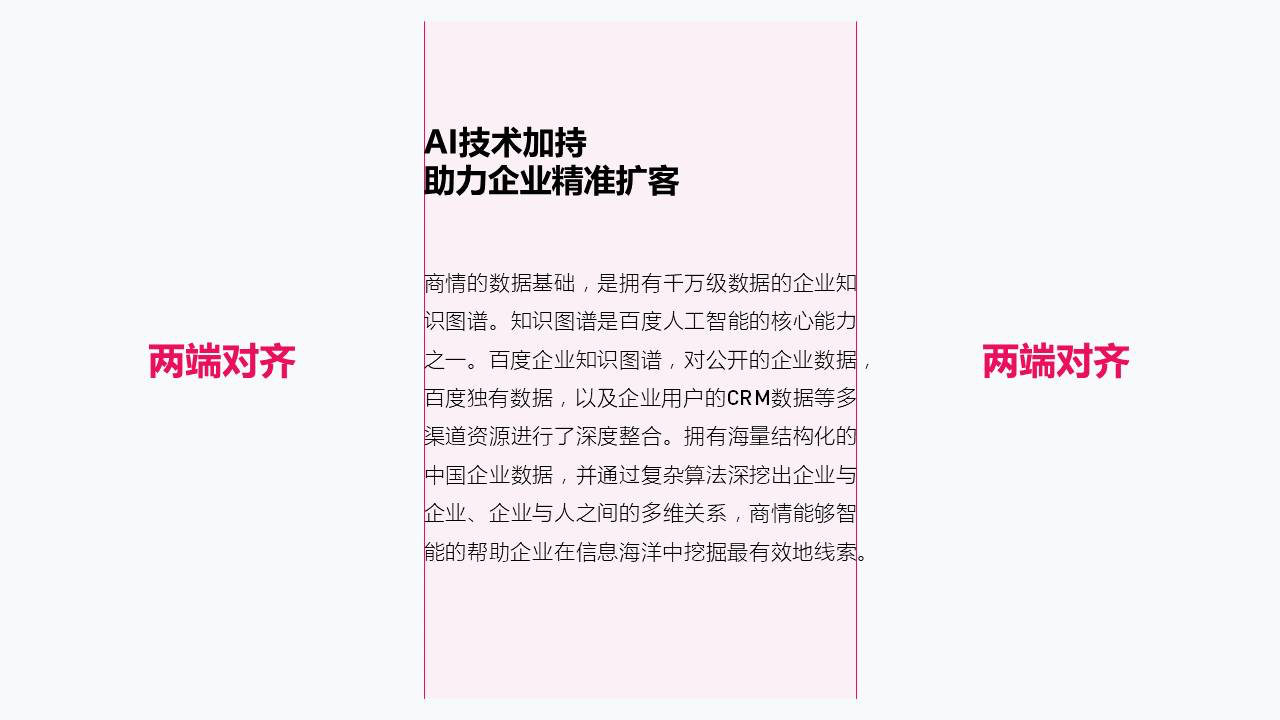 AI技术加持
助力企业精准扩客
商情的数据基础，是拥有千万级数据的企业知
识图谱。知识图谱是百度人工智能的核心能力
之一。百度企业知识图谱，对公开的企业数据，
百度独有数据，以及企业用户的CRM数据等多
渠道资源进行了深度整合。拥有海量结构化的
中国企业数据，并通过复杂算法深挖出企业与
企业、企业与人之间的多维关系，商情能够智
能的帮助企业在信息海洋中挖掘最有效地线索。
两端对齐
两端对齐